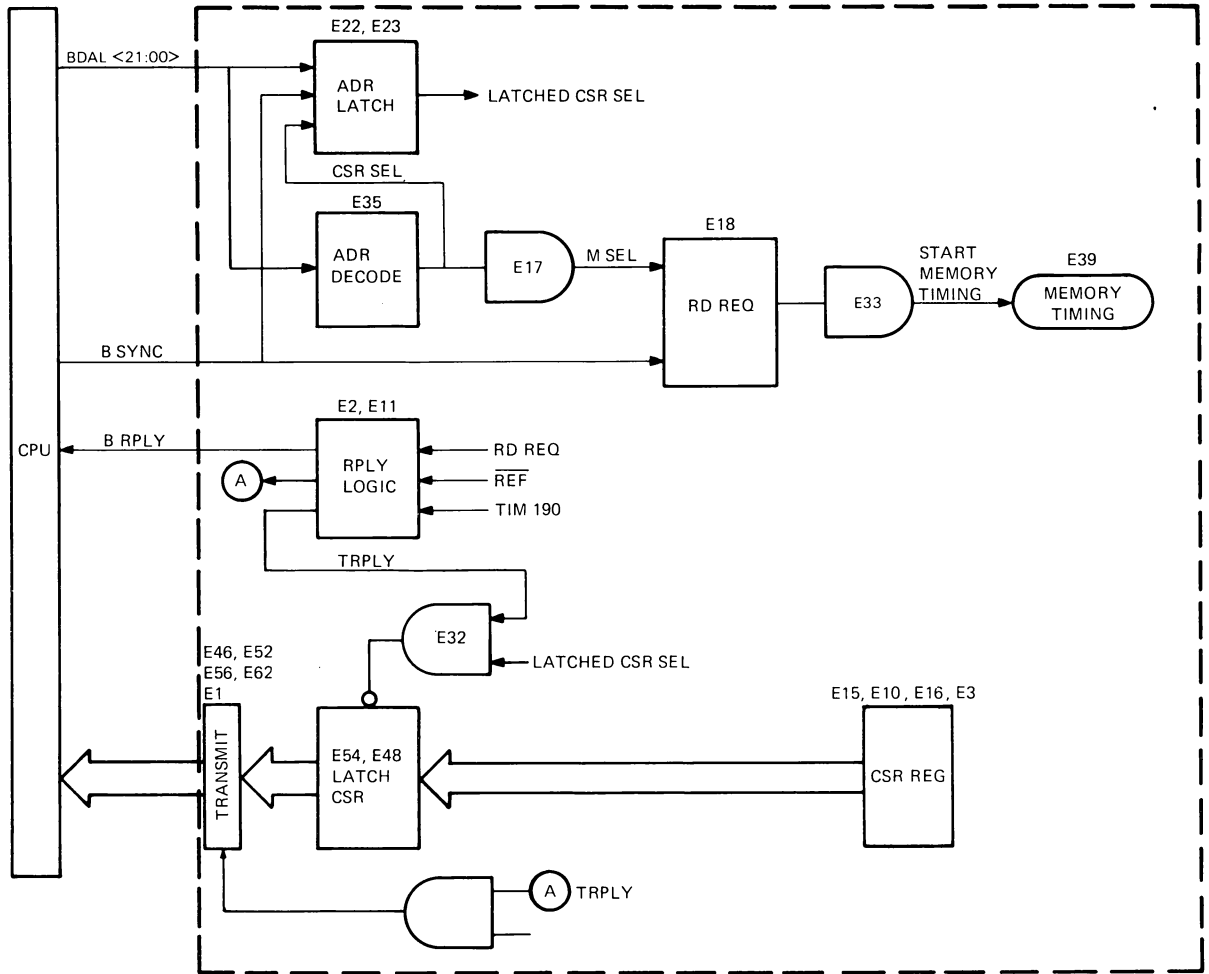 E22, E23
BDAL <21:00>
ADR
LATCH
LATCHED CSR SEL
CSR SEL
E35
ADR
DECODE
E17
M SEL
E18
RD REQ
E33
START
MEMORY
TIMING
E39
MEMORY
TIMING
B SYNC
CPU
E2, E11
B RPLY
RPLY
LOGIC
RD REQ
REF
TIM 190
A
TRPLY
E32
LATCHED CSR SEL
E46, E52
E56, E62
E1
TRANSMIT
E54, E48
LATCH
CSR
E15, E10, E16, E3
CSR REG
A
TRPLY